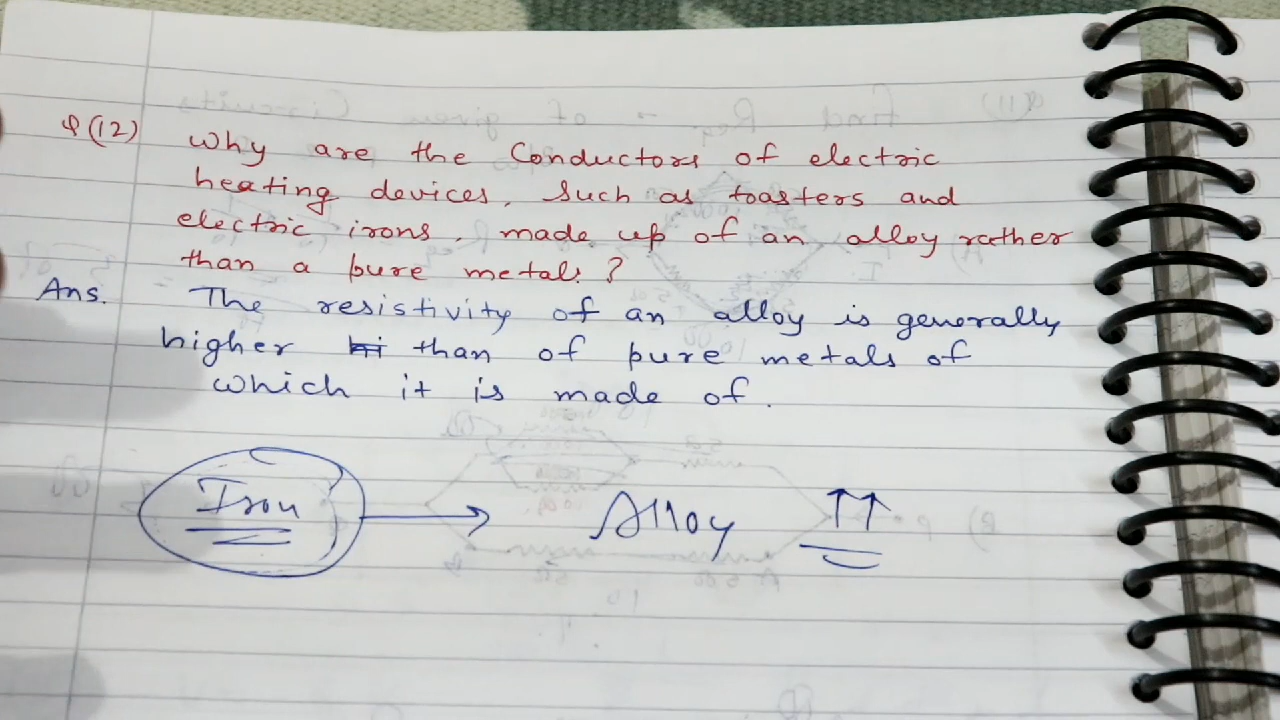 Q(12) Why are the Conductors of electric
heating devices, Such as toasters and
electric irons, made up of an alloy rather
than a pure metal ?
Ans. The resistivity of an alloy is generally
higher than of pure metals of
which it is made of.
Iron → Alloy ↑↑